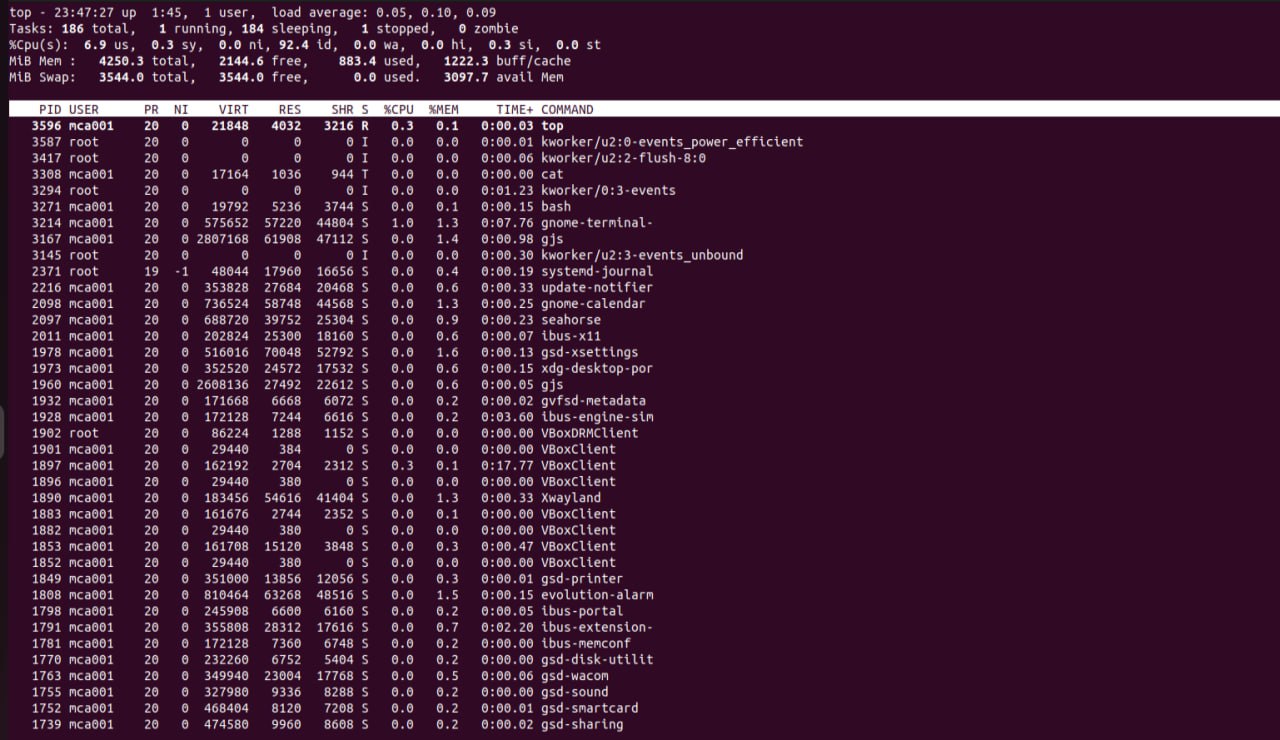 top - 23:47:27 up  1:45,  1 user,  load average: 0.05, 0.10, 0.09
Tasks: 186 total,   1 running, 184 sleeping,   1 stopped,   0 zombie
%Cpu(s):  6.9 us,  0.3 sy,  0.0 ni, 92.4 id,  0.0 wa,  0.0 hi,  0.3 si,  0.0 st
MiB Mem :   4250.3 total,   2144.6 free,    883.4 used,   1222.3 buff/cache
MiB Swap:   3544.0 total,   3544.0 free,      0.0 used.   3097.7 avail Mem
PID USER      PR  NI    VIRT    RES    SHR S  %CPU  %MEM     TIME+ COMMAND
3596 mca001    20   0   21848   4032   3216 R   0.3   0.1   0:00.03 top
3587 root      20   0       0      0      0 I   0.0   0.0   0:00.01 kworker/u2:0-events_power_efficient
3417 root      20   0       0      0      0 I   0.0   0.0   0:00.06 kworker/u2:2-flush-8:0
3308 mca001    20   0   17164   1036    944 T   0.0   0.0   0:00.00 cat
3294 root      20   0       0      0      0 I   0.0   0.0   0:01.23 kworker/0:3-events
3271 mca001    20   0   19792   5236   3744 S   0.0   0.1   0:00.15 bash
3214 mca001    20   0  575652  57220  44804 S   1.0   1.3   0:07.76 gnome-terminal-
3167 mca001    20   0 2807168  61908  47112 S   0.0   1.4   0:00.98 gjs
3145 root      20   0       0      0      0 I   0.0   0.0   0:00.30 kworker/u2:3-events_unbound
2371 root      19  -1   48044  17960  16656 S   0.0   0.4   0:00.19 systemd-journal
2216 mca001    20   0  353828  27684  20468 S   0.0   0.6   0:00.33 update-notifier
2098 mca001    20   0  736524  58748  44568 S   0.0   1.3   0:00.25 gnome-calendar
2097 mca001    20   0  688720  39752  25304 S   0.0   0.9   0:00.23 seahorse
2011 mca001    20   0  202824  25300  18160 S   0.0   0.6   0:00.07 ibus-x11
1978 mca001    20   0  516016  70048  52792 S   0.0   1.6   0:00.13 gsd-xsettings
1973 mca001    20   0  352520  24572  17532 S   0.0   0.6   0:00.15 xdg-desktop-por
1960 mca001    20   0 2608136  27492  22612 S   0.0   0.6   0:00.05 gjs
1932 mca001    20   0  171668   6668   6072 S   0.0   0.2   0:00.02 gvfsd-metadata
1928 mca001    20   0  172128   7244   6616 S   0.0   0.2   0:03.60 ibus-engine-sim
1902 root      20   0   86224   1288   1152 S   0.0   0.0   0:00.00 VBoxDRMClient
1901 mca001    20   0   29440    384      0 S   0.0   0.0   0:00.00 VBoxClient
1897 mca001    20   0  162192   2704   2312 S   0.3   0.1   0:17.77 VBoxClient
1896 mca001    20   0   29440    380      0 S   0.0   0.0   0:00.00 VBoxClient
1890 mca001    20   0  183456  54616  41404 S   0.0   1.3   0:00.33 Xwayland
1883 mca001    20   0  161676   2744   2352 S   0.0   0.1   0:00.00 VBoxClient
1882 mca001    20   0   29440    380      0 S   0.0   0.0   0:00.00 VBoxClient
1853 mca001    20   0  161708  15120   3848 S   0.0   0.3   0:00.47 VBoxClient
1852 mca001    20   0   29440    380      0 S   0.0   0.0   0:00.00 VBoxClient
1849 mca001    20   0  351000  13856  12056 S   0.0   0.3   0:00.01 gsd-printer
1808 mca001    20   0  810464  63268  48516 S   0.0   1.5   0:00.15 evolution-alarm
1798 mca001    20   0  245908   6600   6160 S   0.0   0.2   0:00.05 ibus-portal
1791 mca001    20   0  355808  28312  17616 S   0.0   0.7   0:02.20 ibus-extension-
1781 mca001    20   0  172128   7360   6748 S   0.0   0.2   0:00.00 ibus-memconf
1770 mca001    20   0  232260   6752   5404 S   0.0   0.2   0:00.00 gsd-disk-utilit
1763 mca001    20   0  349940  23004  17768 S   0.0   0.5   0:00.06 gsd-wacom
1755 mca001    20   0  327980   9336   8288 S   0.0   0.2   0:00.00 gsd-sound
1752 mca001    20   0  468404   8120   7208 S   0.0   0.2   0:00.01 gsd-smartcard
1739 mca001    20   0  474580   9960   8608 S   0.0   0.2   0:00.02 gsd-sharing